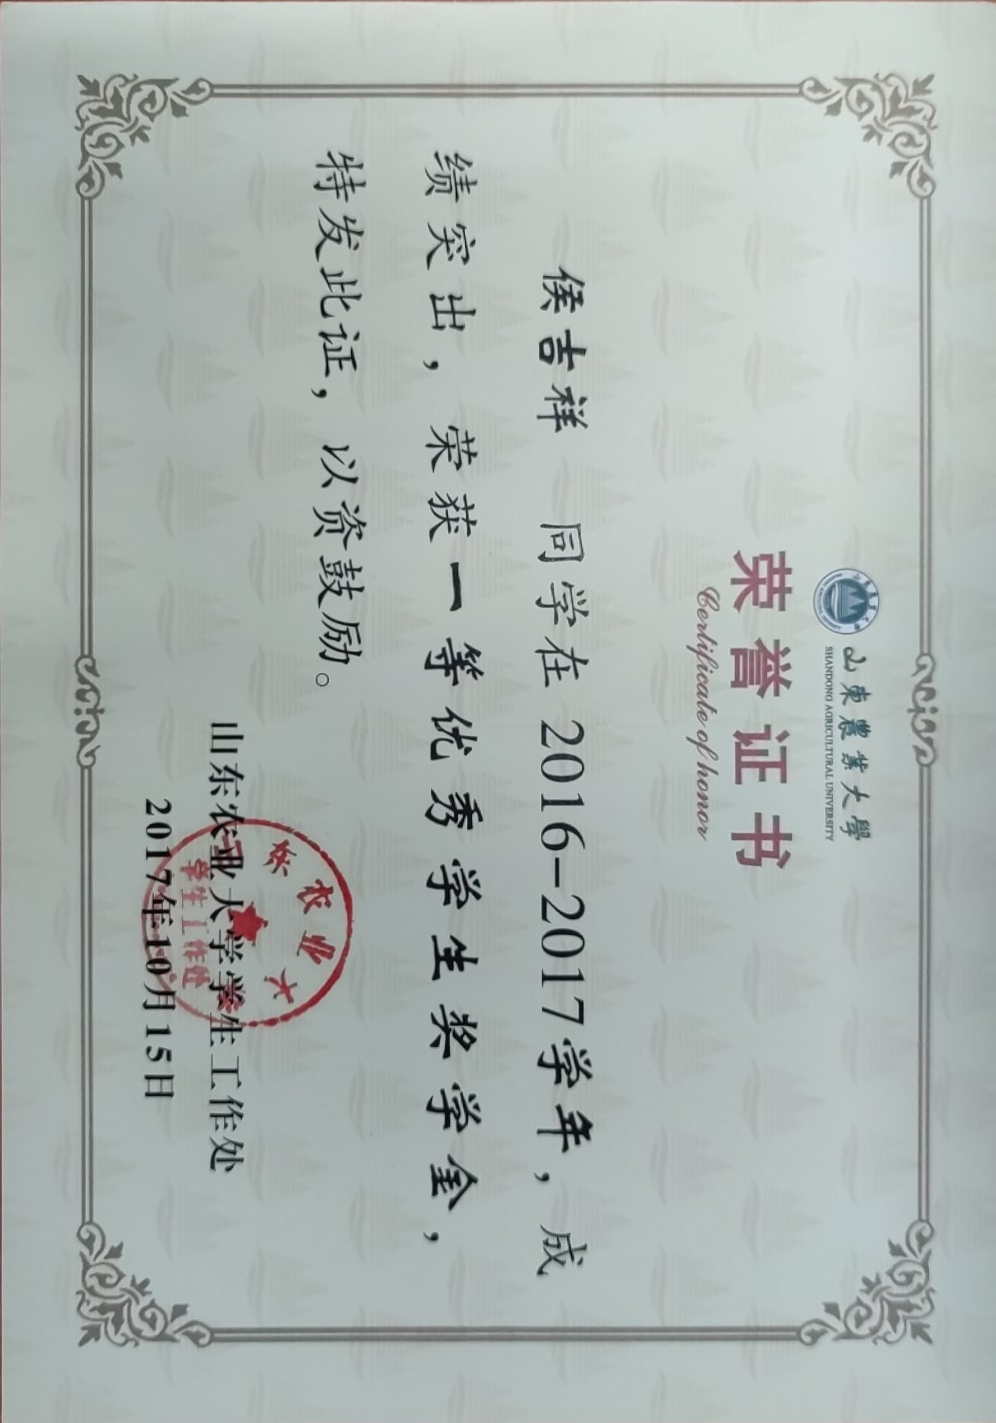 山東農業大學
SHANDONG AGRICULTURAL UNIVERSITY
荣誉证书
Certificate of honor
侯吉祥 同学在 2016-2017学年，成
绩突出，荣获一等优秀学生奖学金，
特发此证，以资鼓励。
山东农业大学学生工作处
2017年10月15日
东农业大
学生工作处